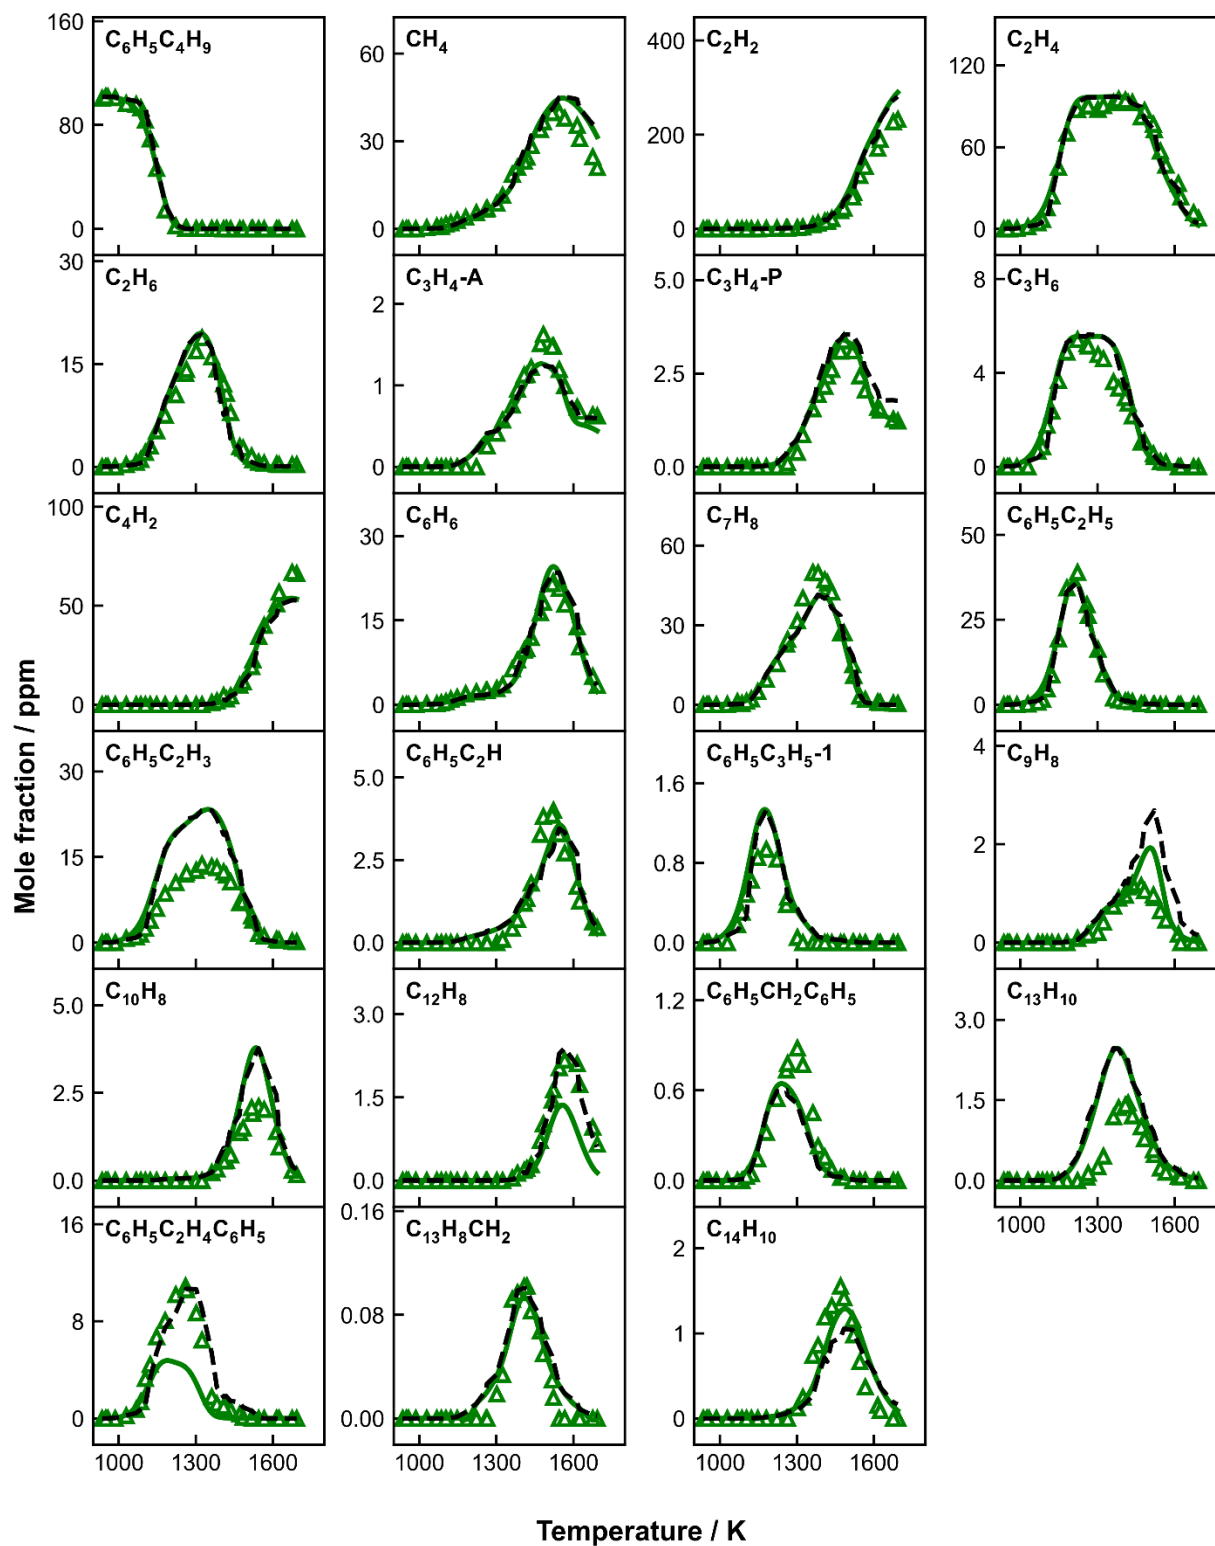 C₆H₅C₄H₉
160
80
0
CH₄
60
30
0
C₂H₂
400
200
0
C₂H₄
120
60
0
C₂H₆
30
15
0
C₃H₄-A
2
1
0
C₃H₄-P
5.0
2.5
0.0
C₃H₆
8
4
0
C₄H₂
100
50
0
C₆H₆
30
15
0
C₇H₈
60
30
0
C₆H₅C₂H₅
50
25
0
C₆H₅C₂H₃
30
15
0
C₆H₅C₂H
5.0
2.5
0.0
C₆H₅C₃H₅-1
1.6
0.8
0.0
C₉H₈
4
2
0
C₁₀H₈
5.0
2.5
0.0
C₁₂H₈
3.0
1.5
0.0
C₆H₅CH₂C₆H₅
1.2
0.6
0.0
C₁₃H₁₀
3.0
1.5
0.0
1000 1300 1600
C₆H₅C₂H₄C₆H₅
16
8
0
1000 1300 1600
C₁₃H₈CH₂
0.16
0.08
0.00
1000 1300 1600
C₁₄H₁₀
2
1
0
1000 1300 1600
Mole fraction / ppm
Temperature / K